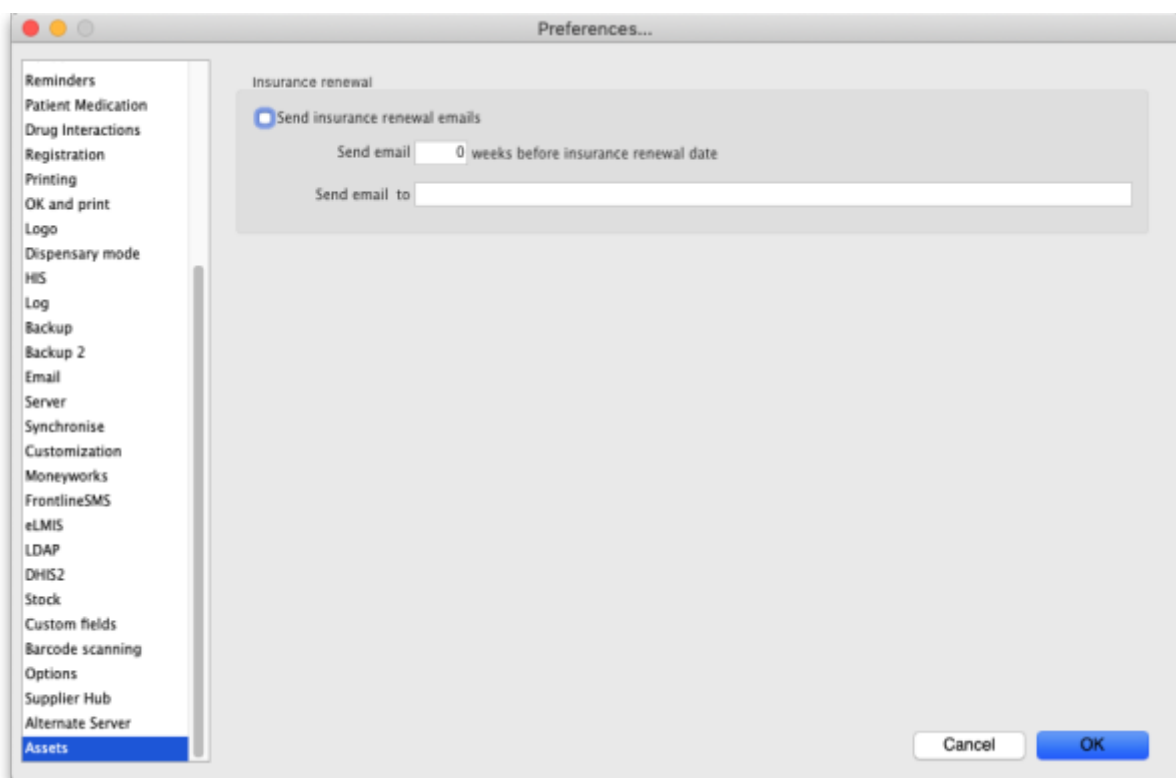 Preferences...
Reminders
Patient Medication
Drug Interactions
Registration
Printing
OK and print
Logo
Dispensary mode
HIS
Log
Backup
Backup 2
Email
Server
Synchronise
Customization
Moneyworks
FrontlineSMS
eLMIS
LDAP
DHIS2
Stock
Custom fields
Barcode scanning
Options
Supplier Hub
Alternate Server
Assets
Insurance renewal
Send insurance renewal emails
Send email 0 weeks before insurance renewal date
Send email to
Cancel OK